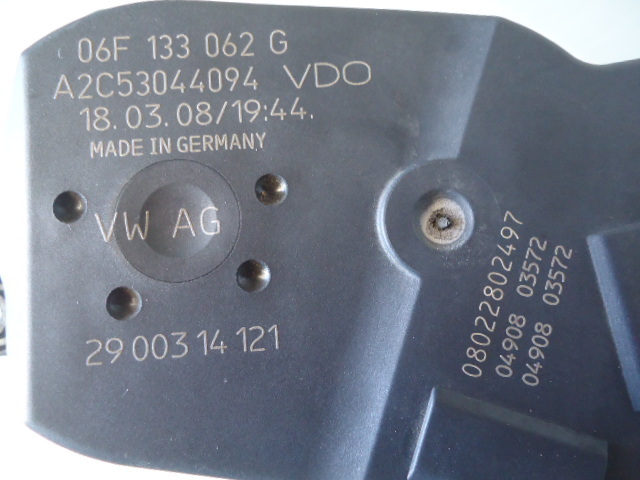 06F 133 062 G
A2C53044094 VDO
18.03.08/19:44.
MADE IN GERMANY
VW AG
29 003 14 121
08022802497
04908 03572
04908 03572